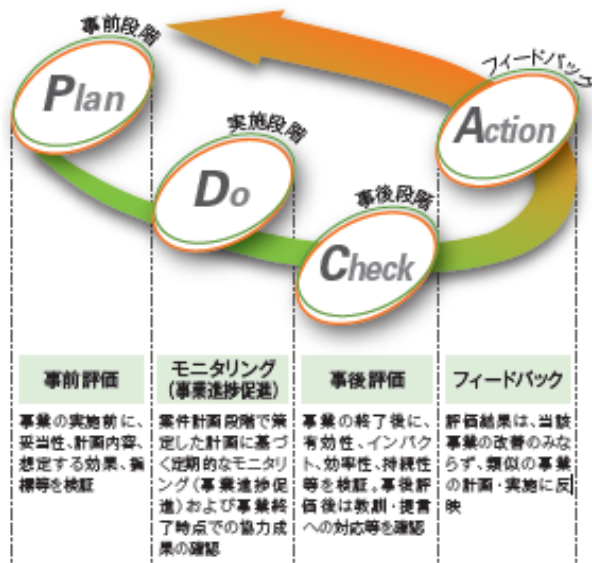 事前段階
Plan
実施段階
Do
事後段階
Check
フィードバック
Action
事前評価
事業の実施前に、
妥当性、計画内容、
想定する効果、指
標等を検証
モニタリング
(事業進捗促進)
案件計画段階で策
定した計画に基づ
く定期的なモニタリ
ング(事業進捗促
進)および事業終
了時点での協力成
果の確認
事後評価
事業の終了後に、
有効性、インパク
ト、効率性、持続性
等を検証。事後評
価後は教訓・提言
への対応等を確認
フィードバック
評価結果は、当該
事業の改善のみな
らず、類似の事業
の計画・実施に反
映